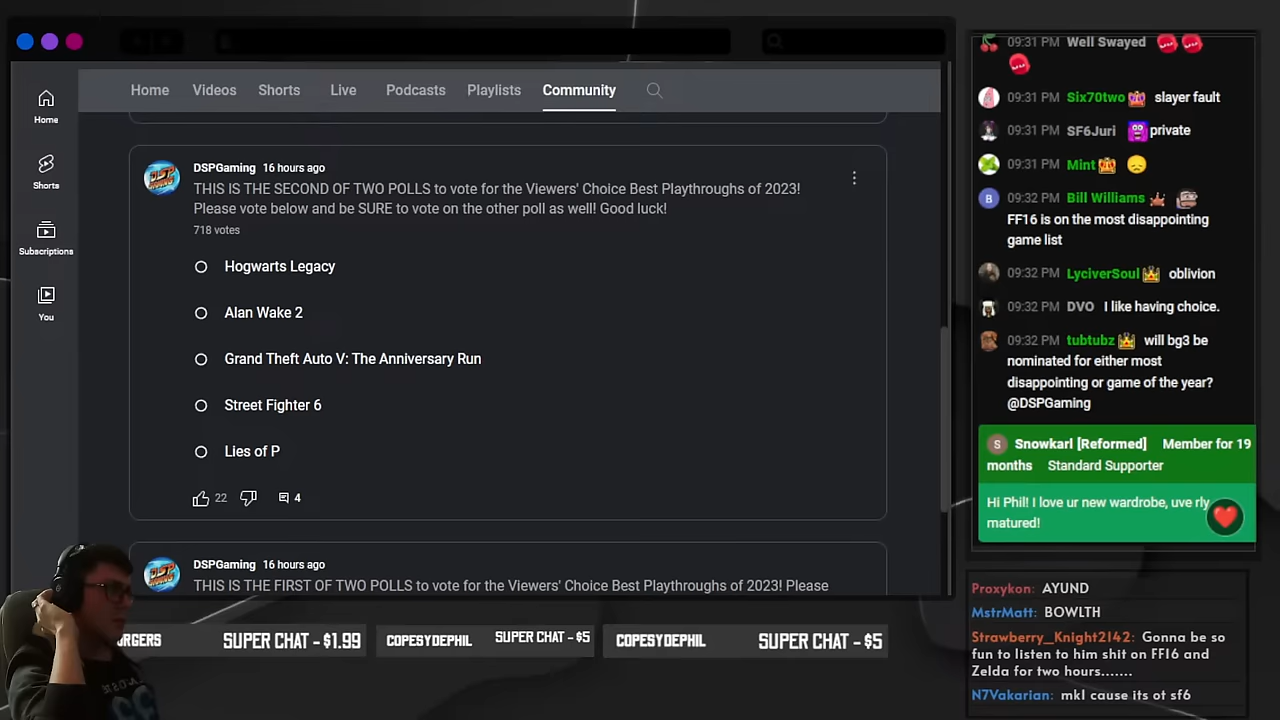 Home
Shorts
Subscriptions
You
Home Videos Shorts Live Podcasts Playlists Community
DSPGaming 16 hours ago
THIS IS THE SECOND OF TWO POLLS to vote for the Viewers' Choice Best Playthroughs of 2023!
Please vote below and be SURE to vote on the other poll as well! Good luck!
718 votes
Hogwarts Legacy
Alan Wake 2
Grand Theft Auto V: The Anniversary Run
Street Fighter 6
Lies of P
22 4
DSPGaming 16 hours ago
THIS IS THE FIRST OF TWO POLLS to vote for the Viewers' Choice Best Playthroughs of 2023! Please
SUPER CHAT - $1.99 COPESYDEPHIL SUPER CHAT - $5 COPESYDEPHIL SUPER CHAT - $5
09:31 PM Well Swayed
09:31 PM Six70two slayer fault
09:31 PM SF6Juri private
09:31 PM Mint
B 09:32 PM Bill Williams
FF16 is on the most disappointing
game list
09:32 PM LyciverSoul oblivion
09:32 PM DVO I like having choice.
09:32 PM tubtubz will bg3 be
nominated for either most
disappointing or game of the year?
@DSPGaming
S Snowkarl [Reformed] Member for 19
months Standard Supporter
Hi Phil! I love ur new wardrobe, uve rly
matured!
Proxykon: AYUND
MstrMatt: BOWLTH
Strawberry_Knight2142: Gonna be so
fun to listen to him shit on FF16 and
Zelda for two hours.......
N7Vakarian: mk1 cause its ot sf6